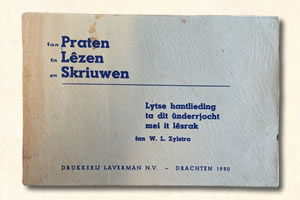 fan Praten
ta Lêzen
en Skriuwen
Lytse hantlieding
ta dit ûnderrjocht
mei it lêsrak
fan W. L. Zylstra
DRUKKERIJ LAVERMAN N.V. – DRACHTEN 1950